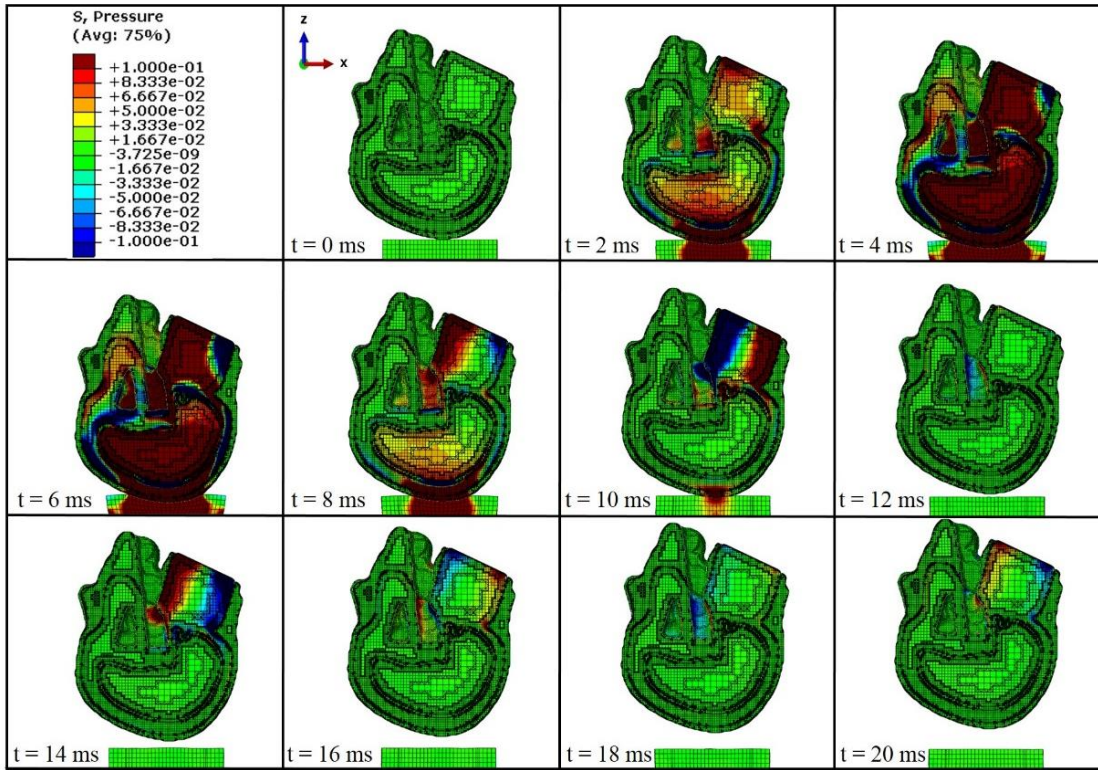 S, Pressure
(Avg: 75%)
+1.000e-01
+8.333e-02
+6.667e-02
+5.000e-02
+3.333e-02
+1.667e-02
-3.725e-09
-1.667e-02
-3.333e-02
-5.000e-02
-6.667e-02
-8.333e-02
-1.000e-01
z
x
t = 0 ms
t = 2 ms
t = 4 ms
t = 6 ms
t = 8 ms
t = 10 ms
t = 12 ms
t = 14 ms
t = 16 ms
t = 18 ms
t = 20 ms